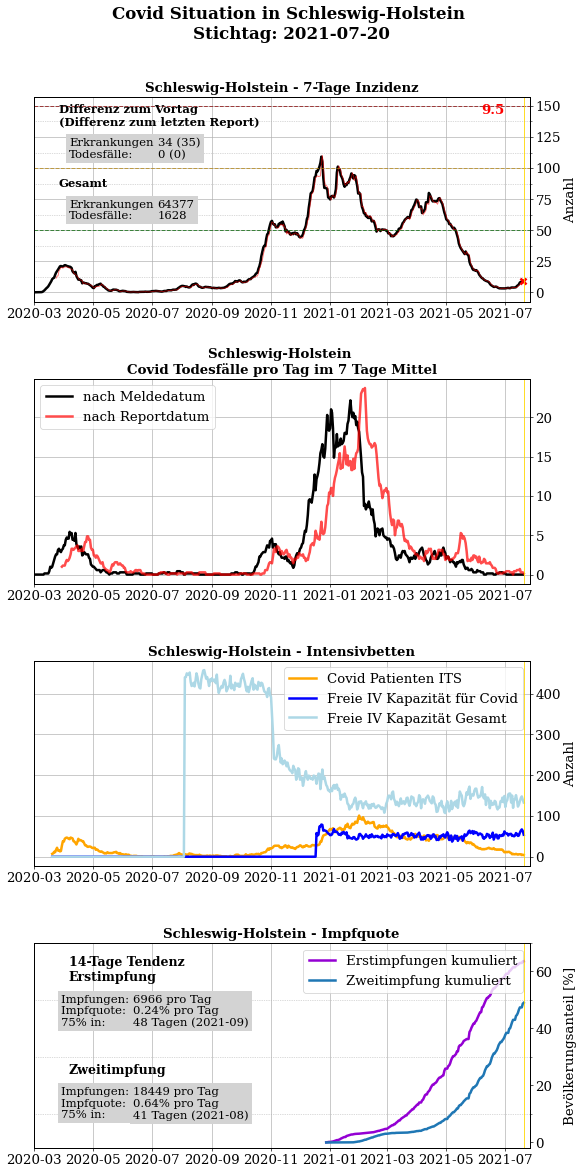 Covid Situation in Schleswig-Holstein
Stichtag: 2021-07-20
Schleswig-Holstein - 7-Tage Inzidenz
Differenz zum Vortag
(Differenz zum letzten Report)
Erkrankungen 34 (35)
Todesfälle: 0 (0)
Gesamt
Erkrankungen 64377
Todesfälle: 1628
9.5
150
125
100
75
50
25
0
Anzahl
2020-03 2020-05 2020-07 2020-09 2020-11 2021-01 2021-03 2021-05 2021-07
Schleswig-Holstein
Covid Todesfälle pro Tag im 7 Tage Mittel
nach Meldedatum
nach Reportdatum
20
15
10
5
0
2020-03 2020-05 2020-07 2020-09 2020-11 2021-01 2021-03 2021-05 2021-07
Schleswig-Holstein - Intensivbetten
Covid Patienten ITS
Freie IV Kapazität für Covid
Freie IV Kapazität Gesamt
400
300
200
100
0
Anzahl
2020-03 2020-05 2020-07 2020-09 2020-11 2021-01 2021-03 2021-05 2021-07
Schleswig-Holstein - Impfquote
14-Tage Tendenz
Erstimpfung
Impfungen: 6966 pro Tag
Impfquote: 0.24% pro Tag
75% in: 48 Tagen (2021-09)
Zweitimpfung
Impfungen: 18449 pro Tag
Impfquote: 0.64% pro Tag
75% in: 41 Tagen (2021-08)
Erstimpfungen kumuliert
Zweitimpfung kumuliert
60
40
20
0
Bevölkerungsanteil [%]
2020-03 2020-05 2020-07 2020-09 2020-11 2021-01 2021-03 2021-05 2021-07